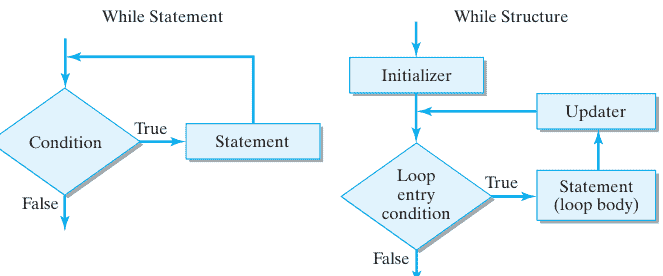 While Statement
While Structure
Condition
True
Statement
False
Initializer
Updater
Loop
entry
condition
True
Statement
(loop body)
False